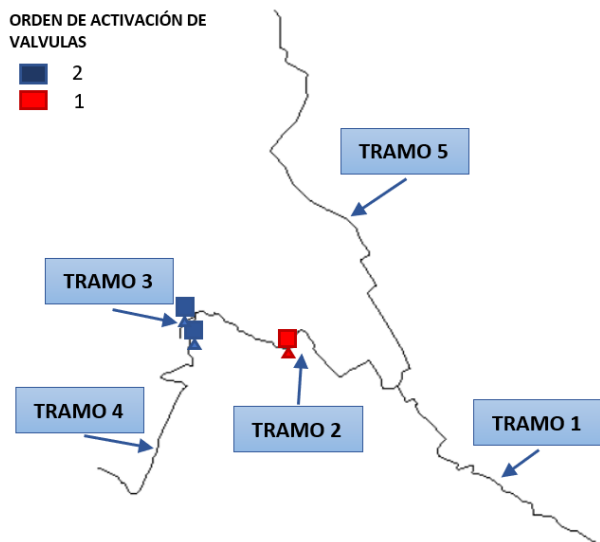 ORDEN DE ACTIVACIÓN DE
VALVULAS
2
1
TRAMO 5
TRAMO 3
TRAMO 4
TRAMO 2
TRAMO 1